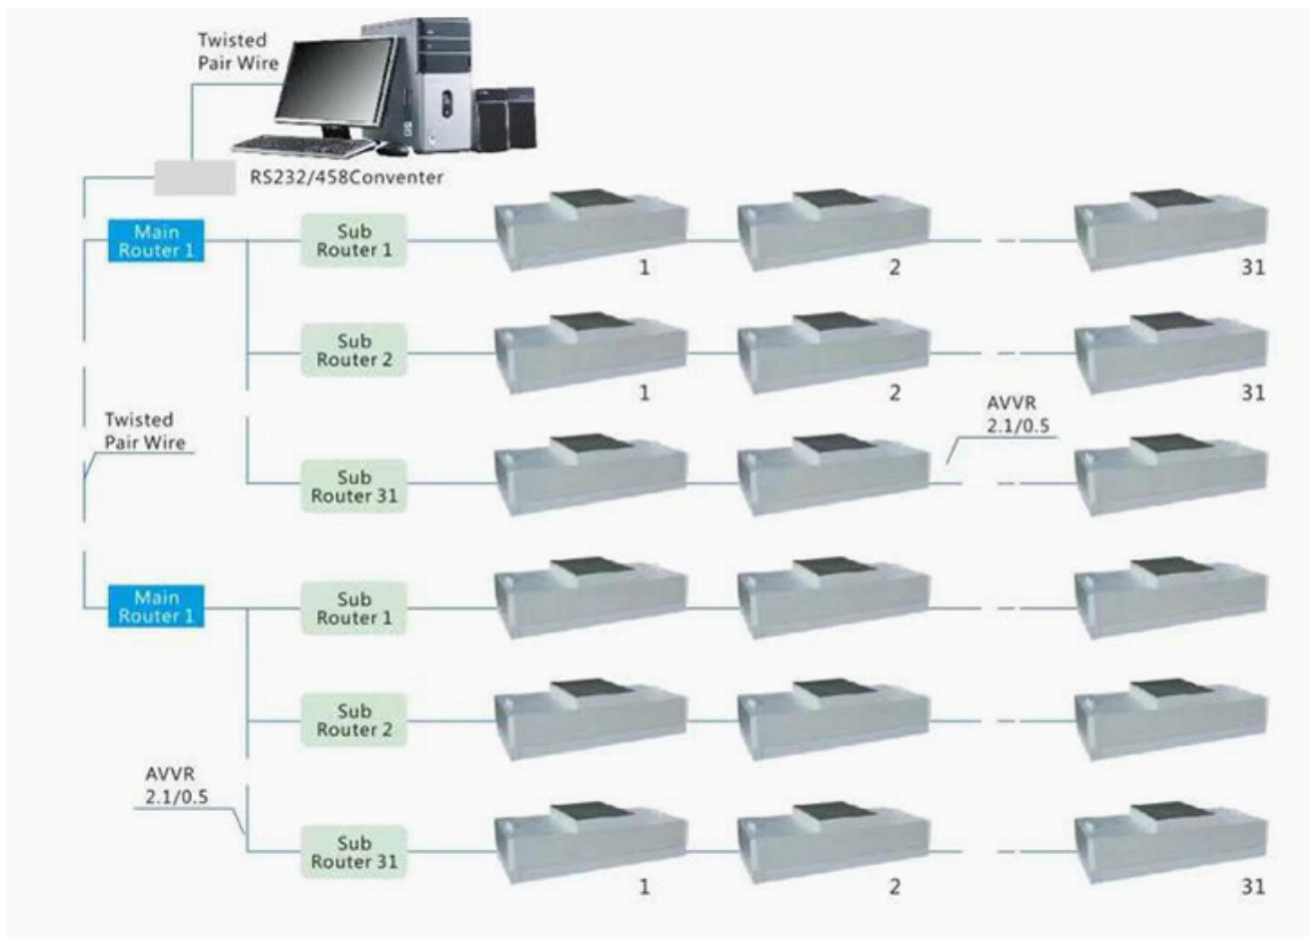 Twisted
Pair Wire
RS232/458Conventer
Main
Router 1
Sub
Router 1
1
2
31
Sub
Router 2
1
2
31
AVVR
2.1/0.5
Twisted
Pair Wire
Sub
Router 31
Main
Router 1
Sub
Router 1
Sub
Router 2
AVVR
2.1/0.5
Sub
Router 31
1
2
31